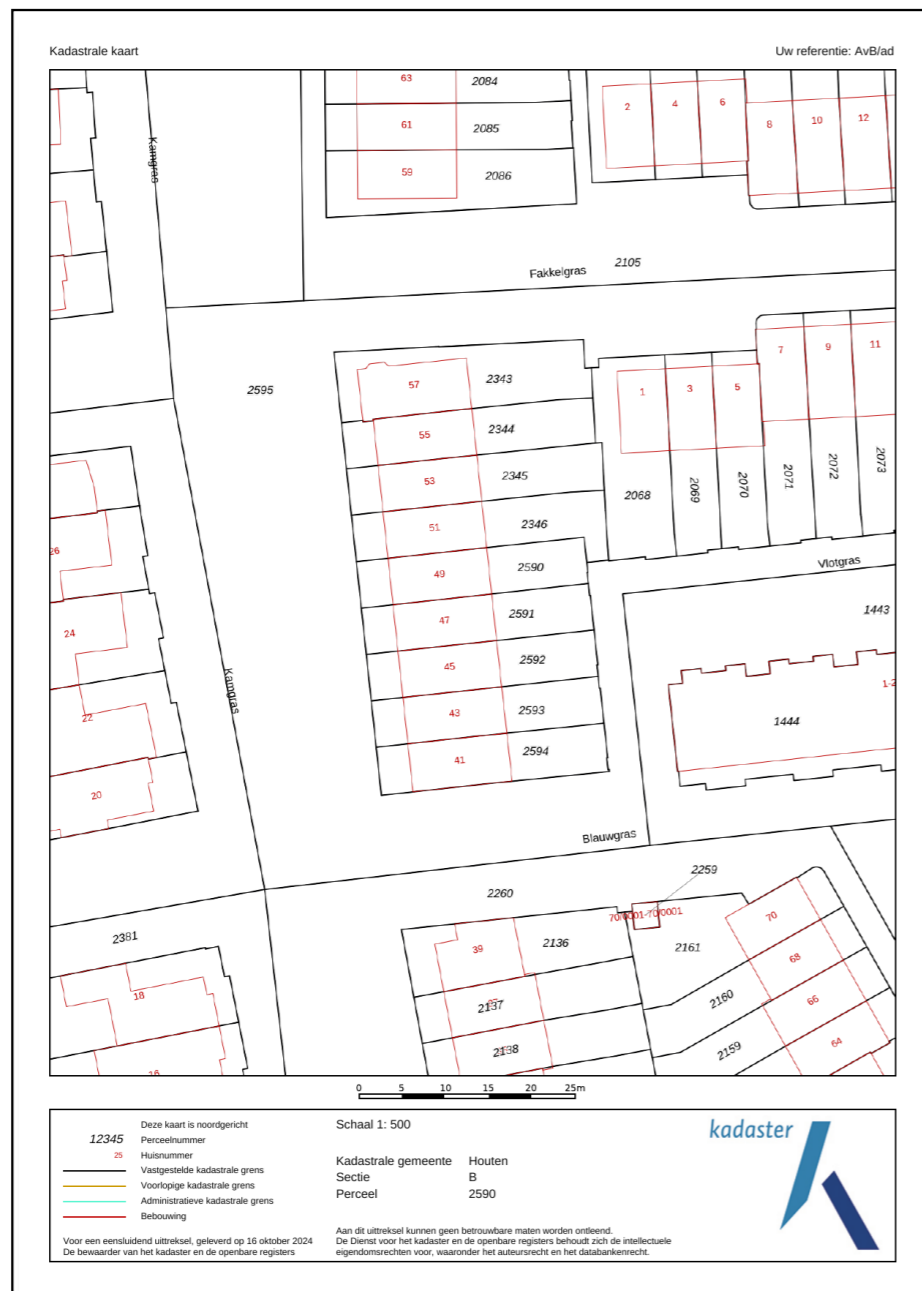 Kadastrale kaart
Uw referentie: AvB/ad
63
2084
61
2085
59
2086
2
4
6
8
10
12
Kamgras
Fakkelgras
2105
2595
57
2343
55
2344
53
2345
51
2346
49
2590
47
2591
45
2592
43
2593
41
2594
1
3
5
7
9
11
2068
2069
2070
2071
2072
2073
Vlotgras
1443
1444
26
24
22
20
Kamgras
Blauwgras
2259
2260
70/0001-70/0001
2381
39
2136
2161
70
68
2137
2160
66
2138
2159
64
18
16
0 5 10 15 20 25m
Deze kaart is noordgericht
12345 Perceelnummer
25 Huisnummer
Vastgestelde kadastrale grens
Voorlopige kadastrale grens
Administratieve kadastrale grens
Bebouwing
Voor een eensluidend uittreksel, geleverd op 16 oktober 2024
De bewaarder van het kadaster en de openbare registers
Schaal 1: 500
Kadastrale gemeente Houten
Sectie B
Perceel 2590
Aan dit uittreksel kunnen geen betrouwbare maten worden ontleend.
De Dienst voor het kadaster en de openbare registers behoudt zich de intellectuele
eigendomsrechten voor, waaronder het auteursrecht en het databankenrecht.
kadaster